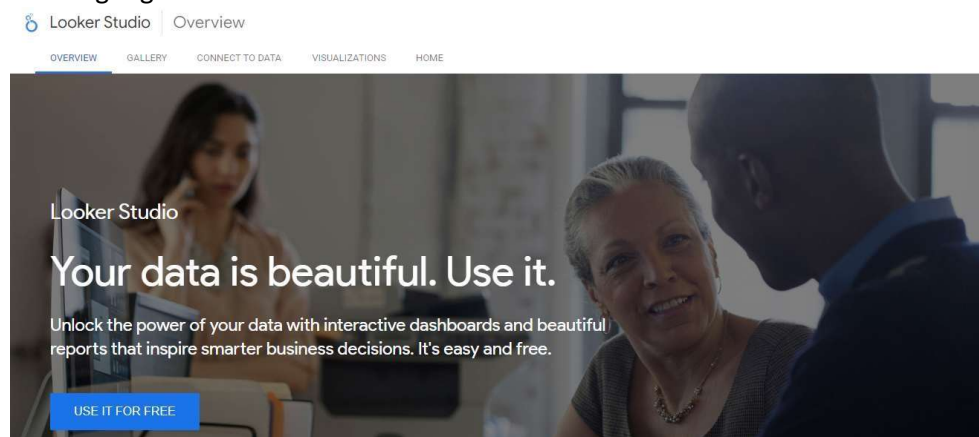 Looker Studio Overview
OVERVIEW GALLERY CONNECT TO DATA VISUALIZATIONS HOME
Looker Studio
Your data is beautiful. Use it.
Unlock the power of your data with interactive dashboards and beautiful
reports that inspire smarter business decisions. It's easy and free.
USE IT FOR FREE